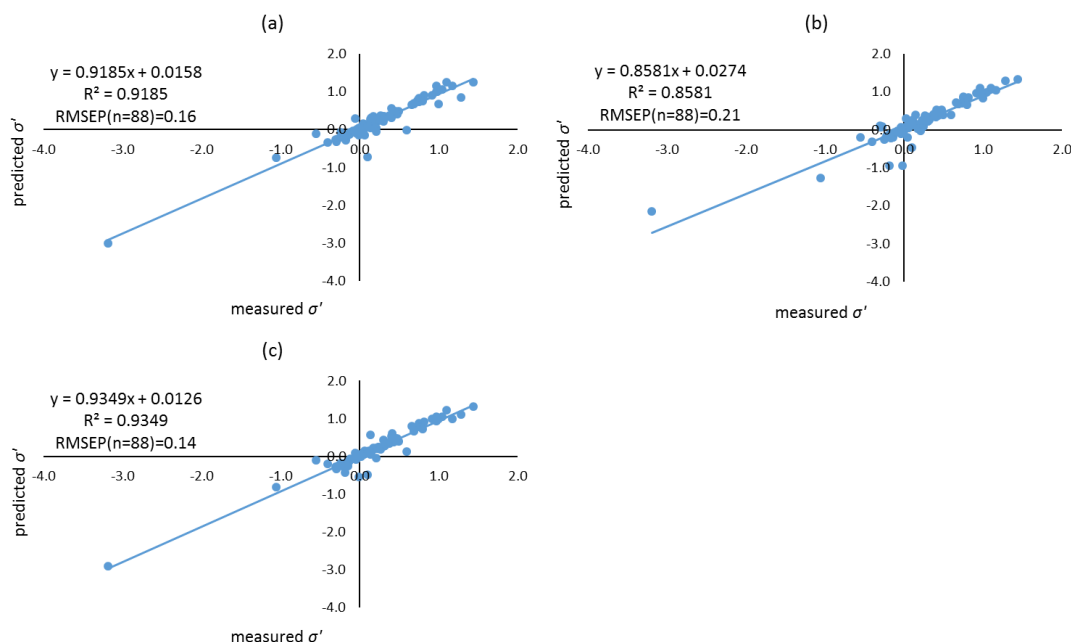 (a)
y = 0.9185x + 0.0158
R² = 0.9185
RMSEP(n=88)=0.16
2.0
1.0
0.0
-1.0
-2.0
-3.0
-4.0
-4.0 -3.0 -2.0 -1.0 0.0 1.0 2.0
predicted σ′
measured σ′
(b)
y = 0.8581x + 0.0274
R² = 0.8581
RMSEP(n=88)=0.21
2.0
1.0
0.0
-1.0
-2.0
-3.0
-4.0
-4.0 -3.0 -2.0 -1.0 0.0 1.0 2.0
predicted σ′
measured σ′
(c)
y = 0.9349x + 0.0126
R² = 0.9349
RMSEP(n=88)=0.14
2.0
1.0
0.0
-1.0
-2.0
-3.0
-4.0
-4.0 -3.0 -2.0 -1.0 0.0 1.0 2.0
predicted σ′
measured σ′